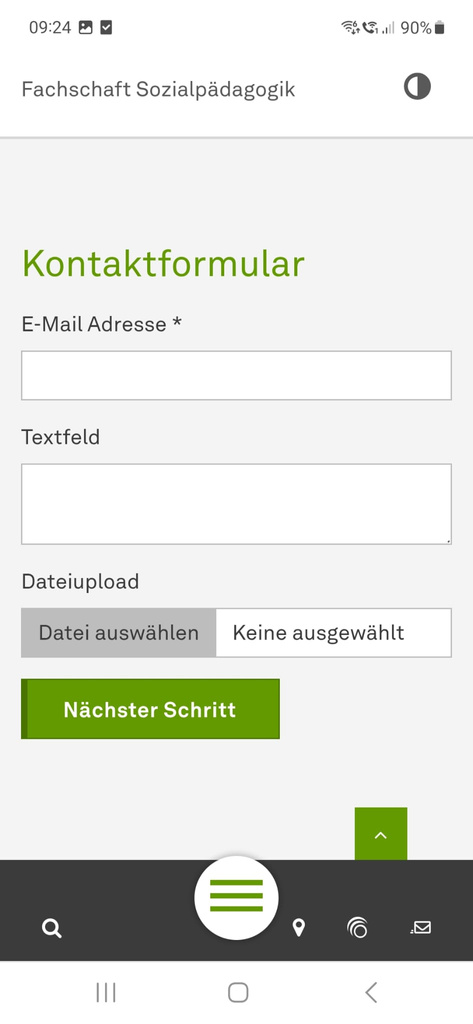 09:24
90%
Fachschaft Sozialpädagogik
Kontaktformular
E-Mail Adresse *
Textfeld
Dateiupload
Datei auswählen Keine ausgewählt
Nächster Schritt